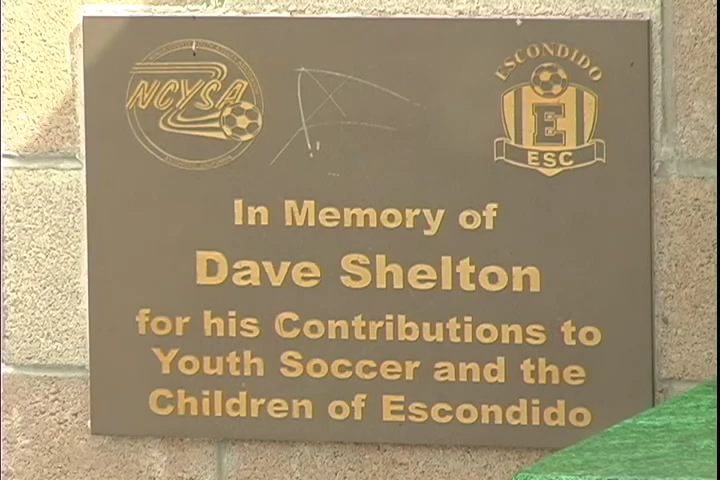 NCYSA
ESCONDIDO
E
ESC
In Memory of
Dave Shelton
for his Contributions to
Youth Soccer and the
Children of Escondido